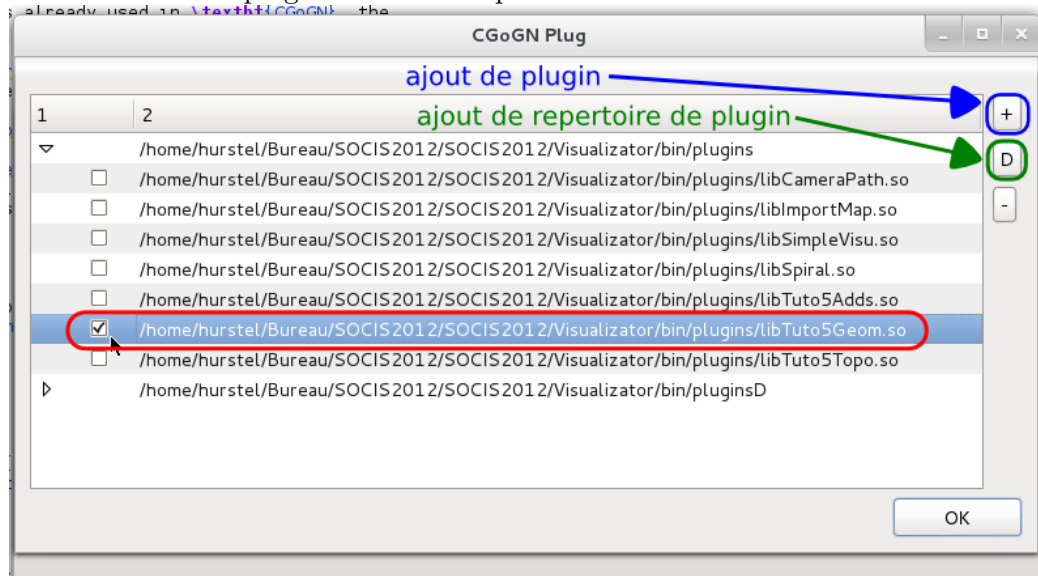 already used in \textbf{CGoGN}, the
CGoGN Plug
ajout de plugin
+
1 2 ajout de repertoire de plugin
/home/hurstel/Bureau/SOCIS2012/SOCIS2012/Visualizator/bin/plugins
D
/home/hurstel/Bureau/SOCIS2012/SOCIS2012/Visualizator/bin/plugins/libCameraPath.so
/home/hurstel/Bureau/SOCIS2012/SOCIS2012/Visualizator/bin/plugins/libImportMap.so
-
/home/hurstel/Bureau/SOCIS2012/SOCIS2012/Visualizator/bin/plugins/libSimpleVisu.so
/home/hurstel/Bureau/SOCIS2012/SOCIS2012/Visualizator/bin/plugins/libSpiral.so
/home/hurstel/Bureau/SOCIS2012/SOCIS2012/Visualizator/bin/plugins/libTuto5Adds.so
/home/hurstel/Bureau/SOCIS2012/SOCIS2012/Visualizator/bin/plugins/libTuto5Geom.so
/home/hurstel/Bureau/SOCIS2012/SOCIS2012/Visualizator/bin/plugins/libTuto5Topo.so
/home/hurstel/Bureau/SOCIS2012/SOCIS2012/Visualizator/bin/pluginsD
OK